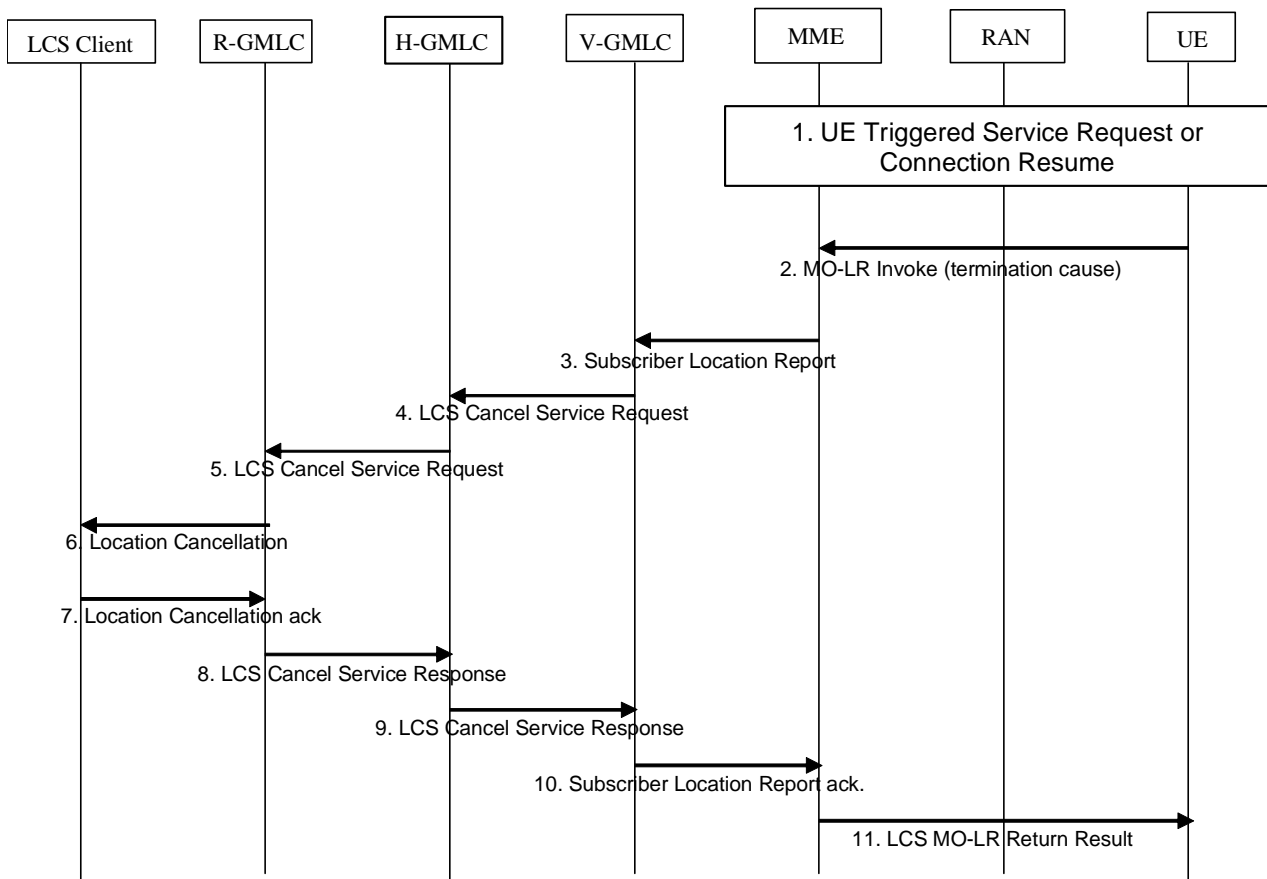 LCS Client
R-GMLC
H-GMLC
V-GMLC
MME
RAN
UE
1. UE Triggered Service Request or
Connection Resume
2. MO-LR Invoke (termination cause)
3. Subscriber Location Report
4. LCS Cancel Service Request
5. LCS Cancel Service Request
6. Location Cancellation
7. Location Cancellation ack
8. LCS Cancel Service Response
9. LCS Cancel Service Response
10. Subscriber Location Report ack.
11. LCS MO-LR Return Result